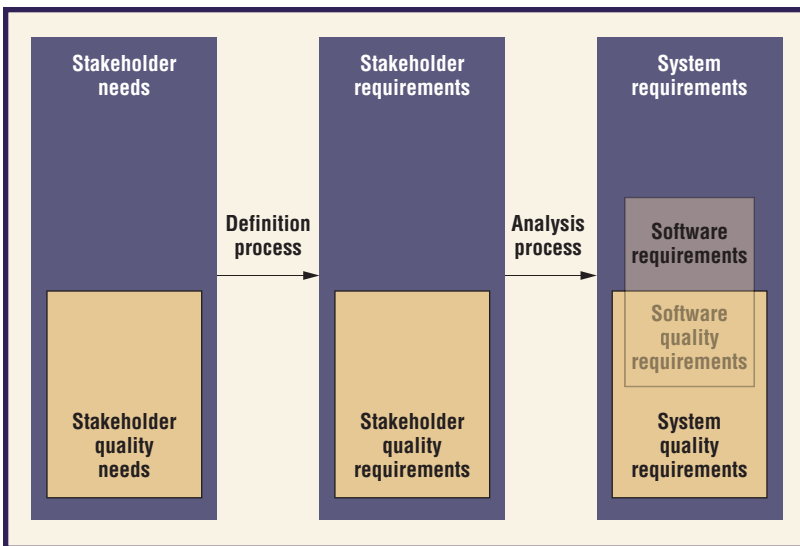 Stakeholder
needs
Stakeholder
requirements
System
requirements
Definition
process
Analysis
process
Software
requirements
Software
quality
requirements
Stakeholder
quality
needs
Stakeholder
quality
requirements
System
quality
requirements